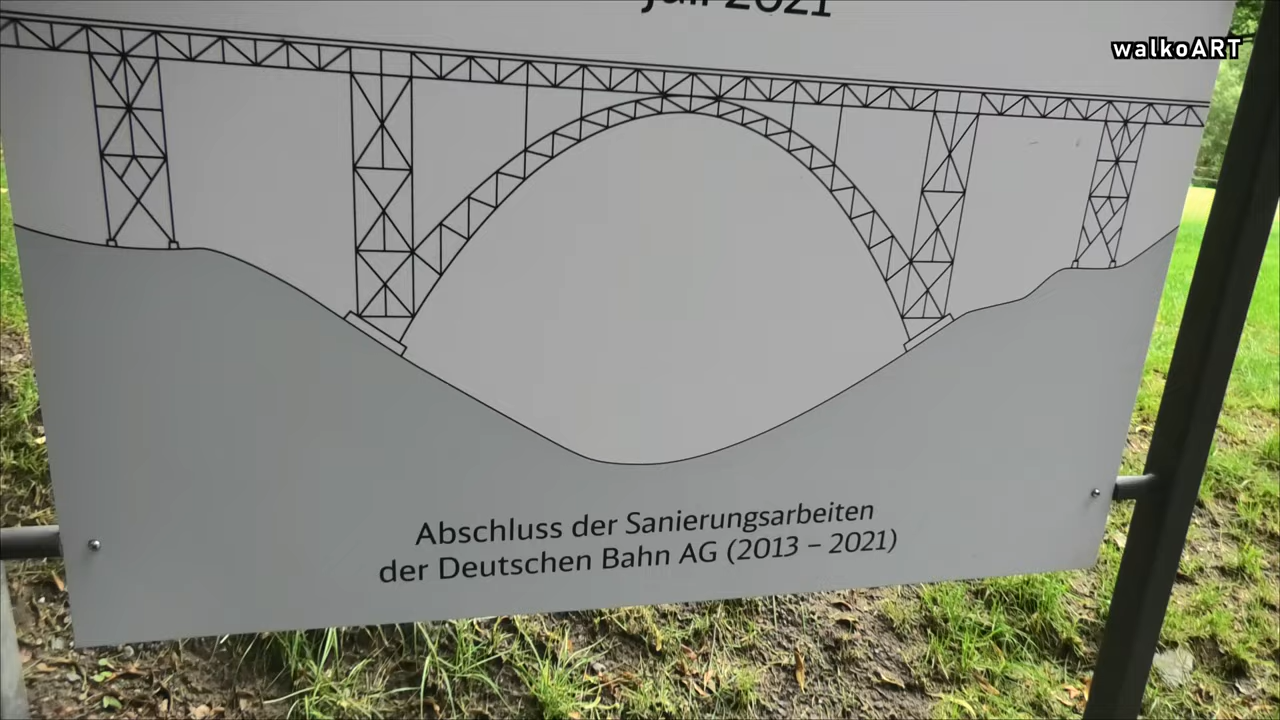 Juli 2021
walkoART
Abschluss der Sanierungsarbeiten
der Deutschen Bahn AG (2013 – 2021)